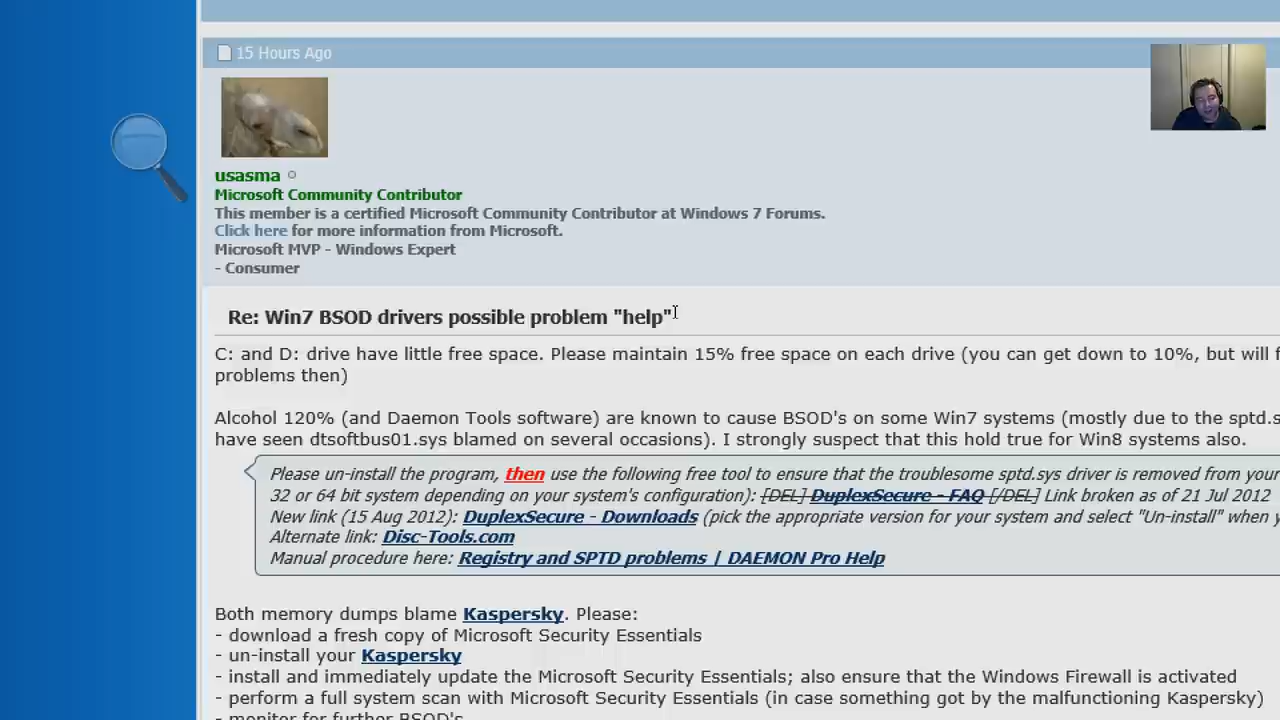 15 Hours Ago
usasma
Microsoft Community Contributor
This member is a certified Microsoft Community Contributor at Windows 7 Forums.
Click here for more information from Microsoft.
Microsoft MVP - Windows Expert
- Consumer
Re: Win7 BSOD drivers possible problem "help"
C: and D: drive have little free space. Please maintain 15% free space on each drive (you can get down to 10%, but will f
problems then)
Alcohol 120% (and Daemon Tools software) are known to cause BSOD's on some Win7 systems (mostly due to the sptd.s
have seen dtsoftbus01.sys blamed on several occasions). I strongly suspect that this hold true for Win8 systems also.
Please un-install the program, then use the following free tool to ensure that the troublesome sptd.sys driver is removed from your
32 or 64 bit system depending on your system's configuration): [DEL] DuplexSecure - FAQ [/DEL] Link broken as of 21 Jul 2012
New link (15 Aug 2012): DuplexSecure - Downloads (pick the appropriate version for your system and select "Un-install" when y
Alternate link: Disc-Tools.com
Manual procedure here: Registry and SPTD problems | DAEMON Pro Help
Both memory dumps blame Kaspersky. Please:
- download a fresh copy of Microsoft Security Essentials
- un-install your Kaspersky
- install and immediately update the Microsoft Security Essentials; also ensure that the Windows Firewall is activated
- perform a full system scan with Microsoft Security Essentials (in case something got by the malfunctioning Kaspersky)
- monitor for further BSOD's